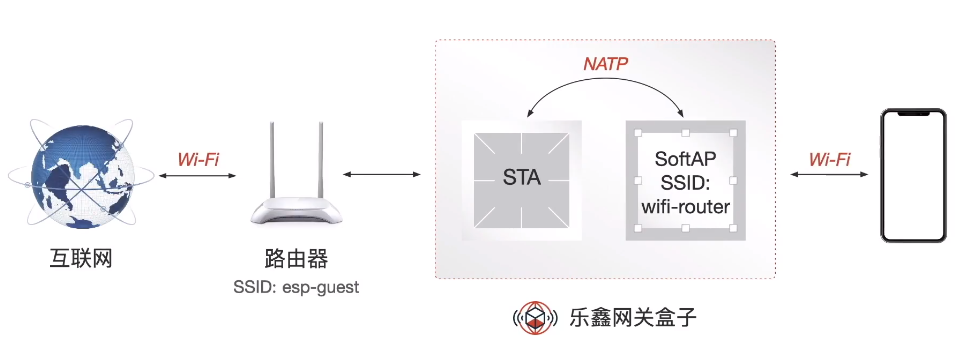 NATP
Wi-Fi
STA
SoftAP
SSID:
wifi-router
Wi-Fi
互联网
路由器
SSID: esp-guest
乐鑫网关盒子